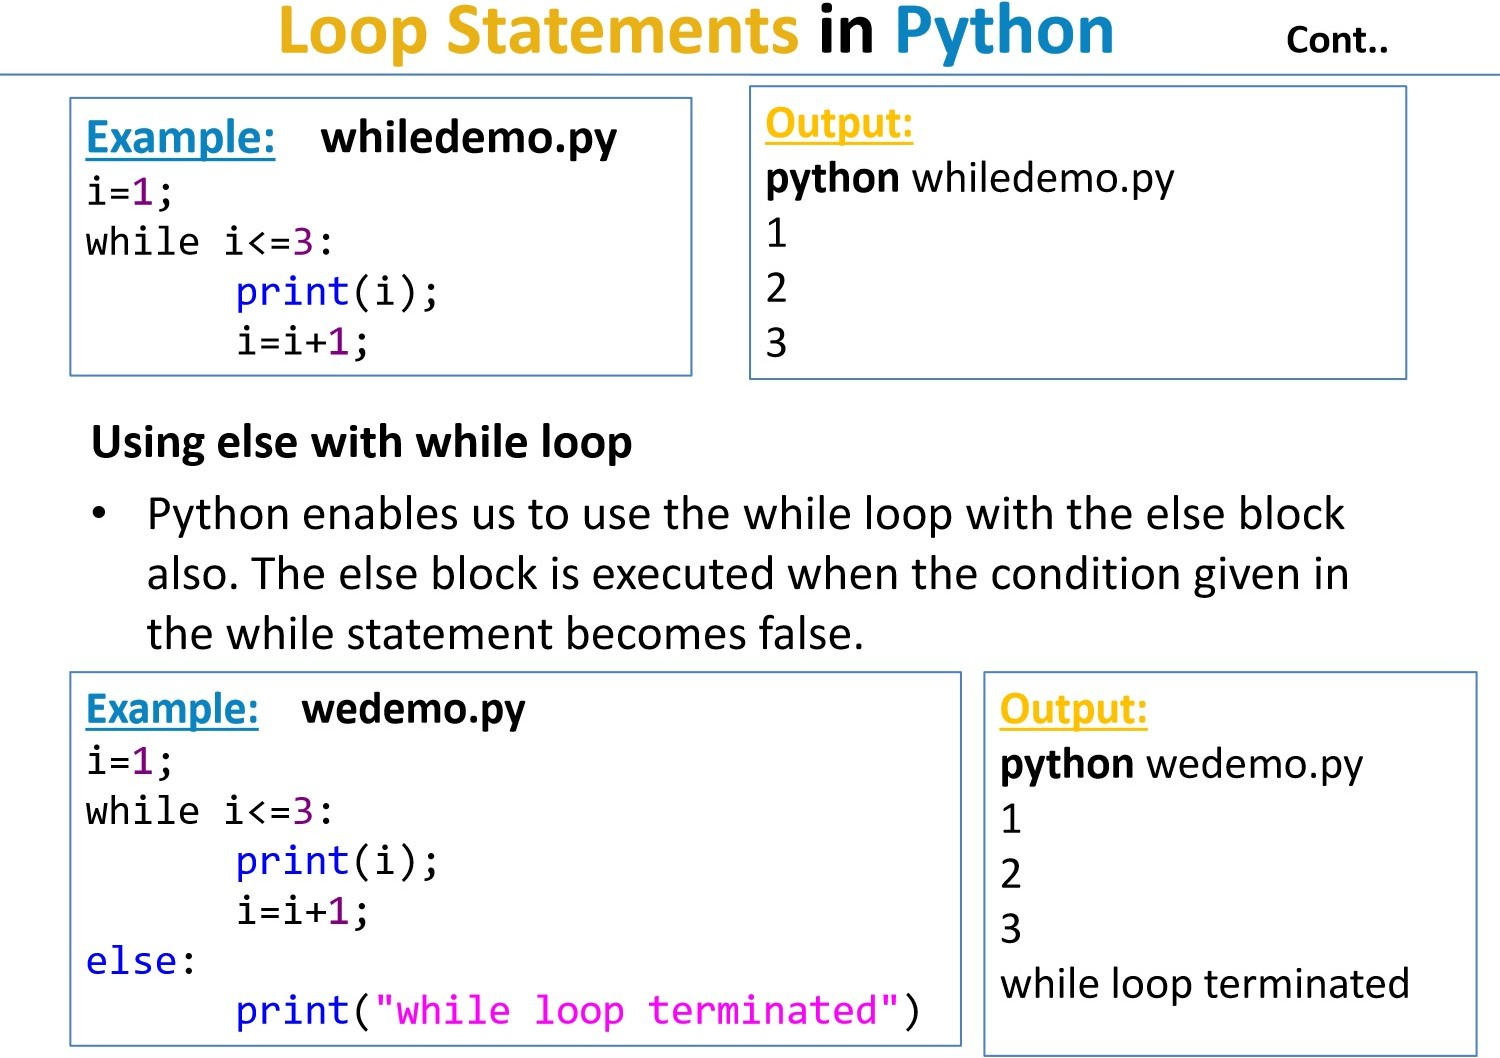 Loop Statements in Python Cont..
Example: whiledemo.py
i=1;
while i<=3:
print(i);
i=i+1;
Output:
python whiledemo.py
1
2
3
Using else with while loop
• Python enables us to use the while loop with the else block
also. The else block is executed when the condition given in
the while statement becomes false.
Example: wedemo.py
i=1;
while i<=3:
print(i);
i=i+1;
else:
print("while loop terminated")
Output:
python wedemo.py
1
2
3
while loop terminated